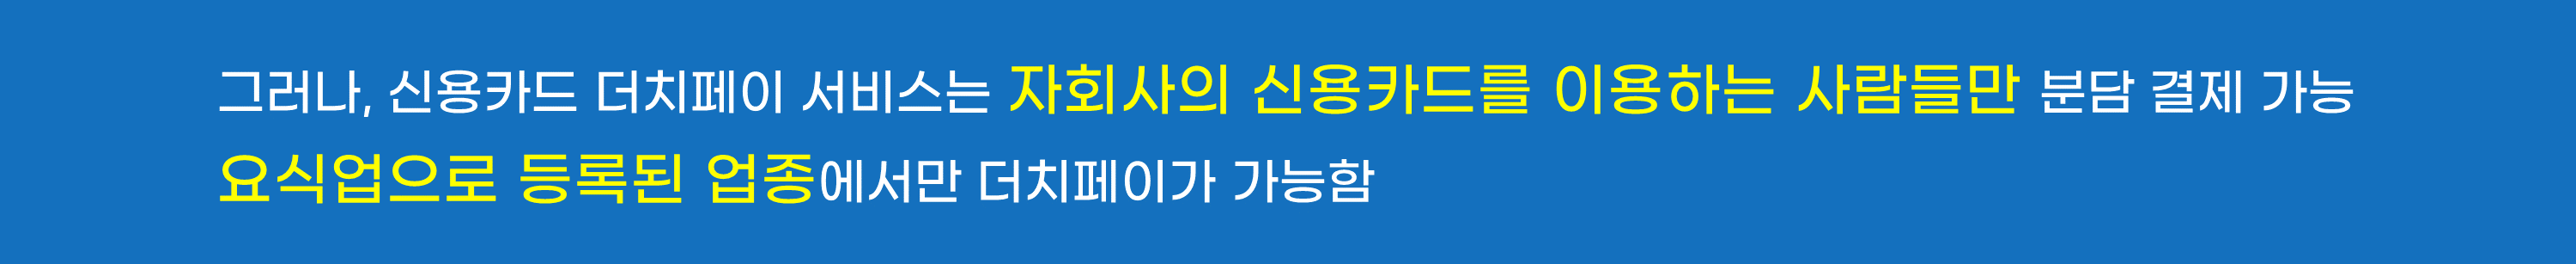 그러나, 신용카드 더치페이 서비스는 자회사의 신용카드를 이용하는 사람들만 분담 결제 가능
요식업으로 등록된 업종에서만 더치페이가 가능함